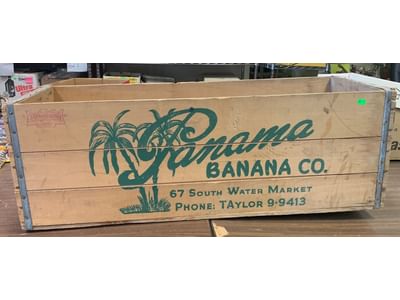 Panama
BANANA CO.
67 SOUTH WATER MARKET
PHONE: TAYLOR 9-9413